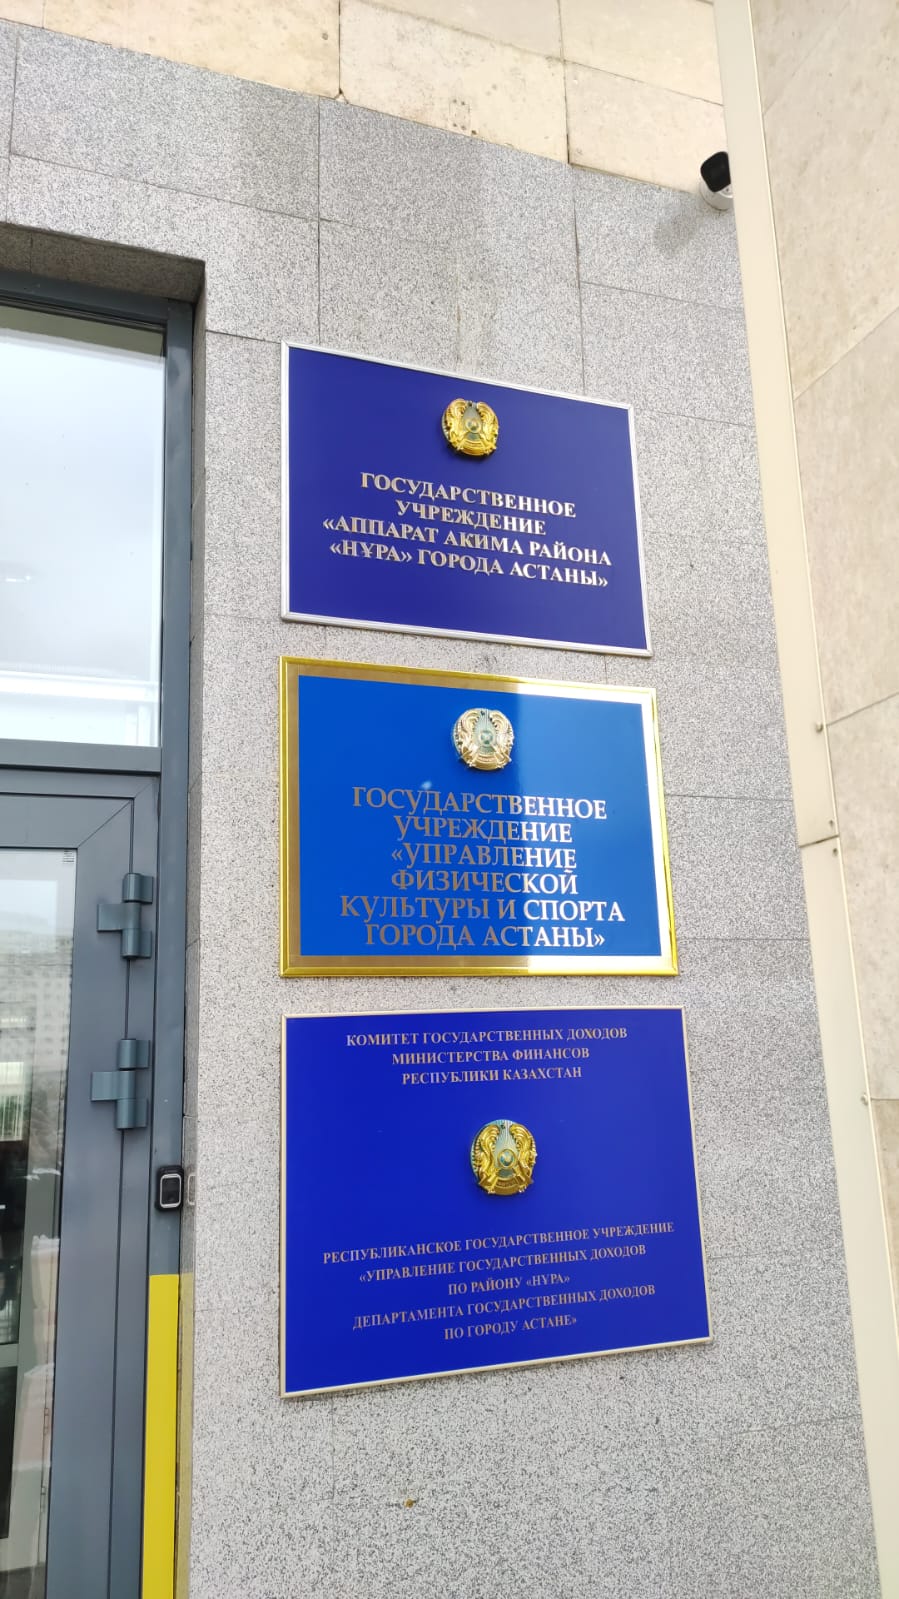 ГОСУДАРСТВЕННОЕ
УЧРЕЖДЕНИЕ
«АППАРАТ АКИМА РАЙОНА
«НҰРА» ГОРОДА АСТАНЫ»
ГОСУДАРСТВЕННОЕ
УЧРЕЖДЕНИЕ
«УПРАВЛЕНИЕ
ФИЗИЧЕСКОЙ
КУЛЬТУРЫ И СПОРТА
ГОРОДА АСТАНЫ»
КОМИТЕТ ГОСУДАРСТВЕННЫХ ДОХОДОВ
МИНИСТЕРСТВА ФИНАНСОВ
РЕСПУБЛИКИ КАЗАХСТАН
РЕСПУБЛИКАНСКОЕ ГОСУДАРСТВЕННОЕ УЧРЕЖДЕНИЕ
«УПРАВЛЕНИЕ ГОСУДАРСТВЕННЫХ ДОХОДОВ
ПО РАЙОНУ «НҰРА»
ДЕПАРТАМЕНТА ГОСУДАРСТВЕННЫХ ДОХОДОВ
ПО ГОРОДУ АСТАНЕ»